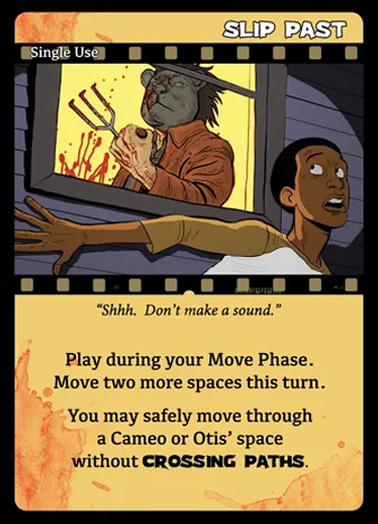 SLIP PAST
Single Use
“Shhh. Don’t make a sound.”
Play during your Move Phase.
Move two more spaces this turn.
You may safely move through
a Cameo or Otis’ space
without CROSSING PATHS.